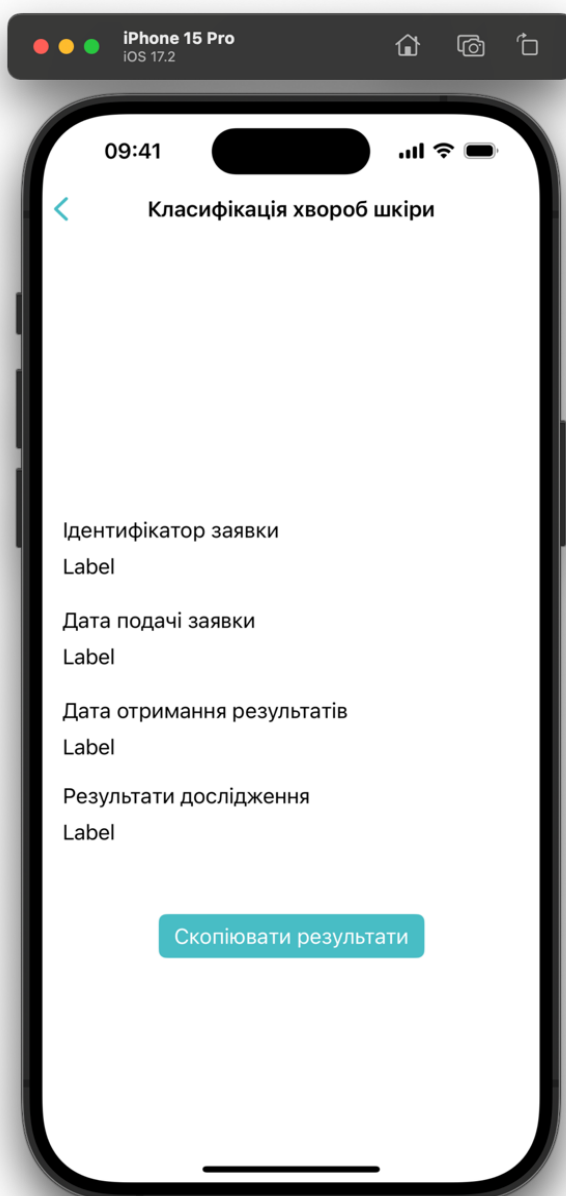 iPhone 15 Pro
iOS 17.2
09:41
Класифікація хвороб шкіри
Ідентифікатор заявки
Label
Дата подачі заявки
Label
Дата отримання результатів
Label
Результати дослідження
Label
Скопіювати результати